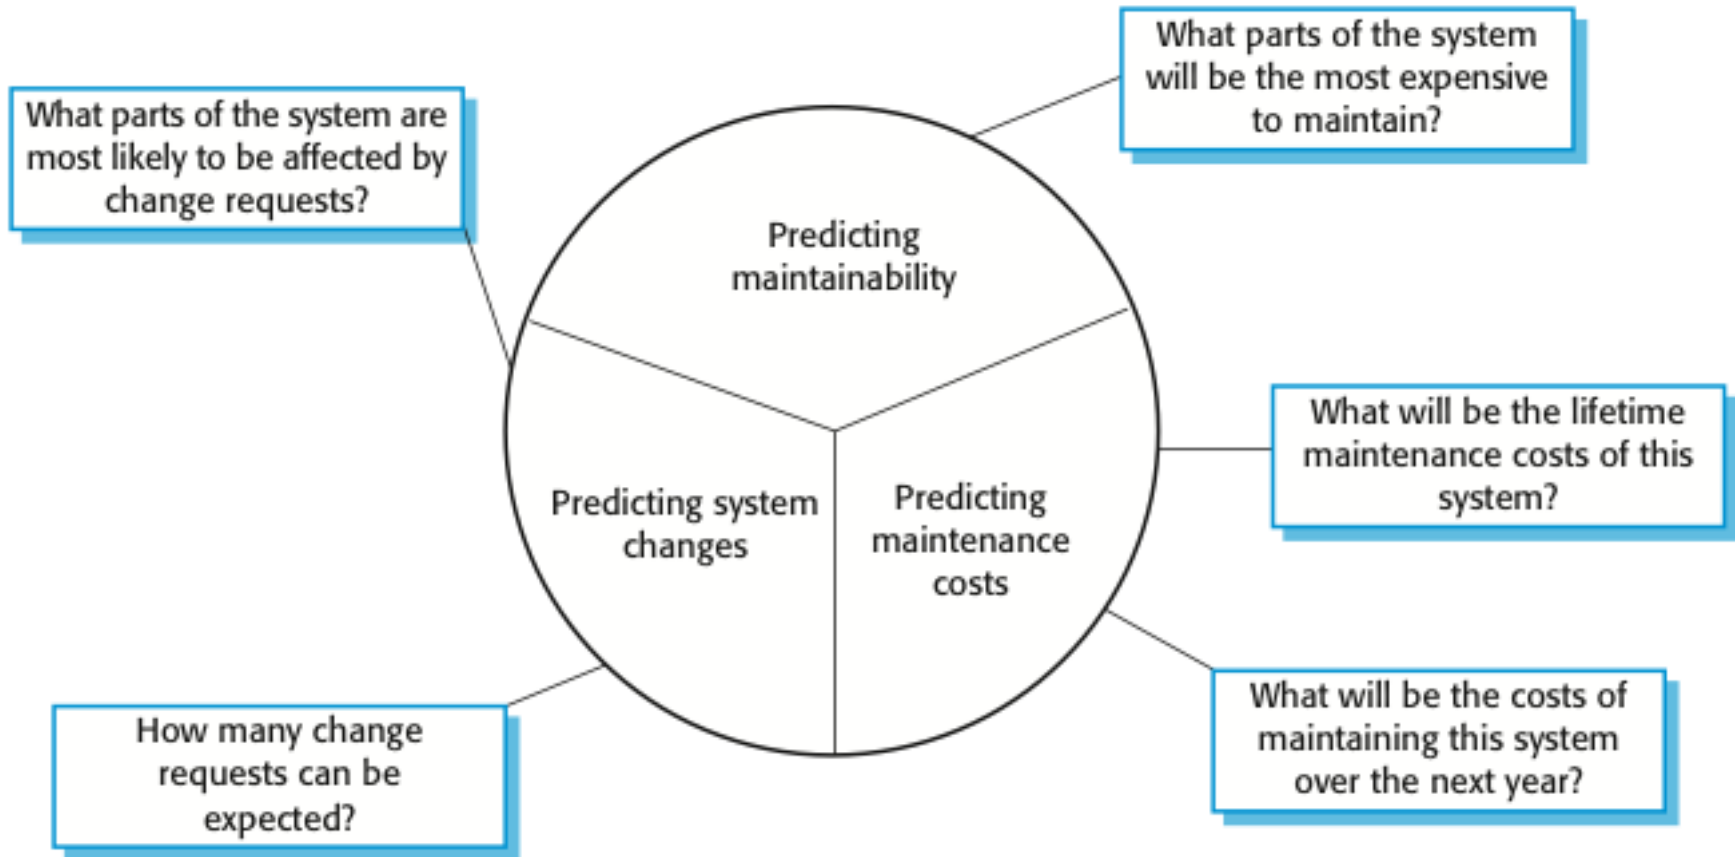 What parts of the system
will be the most expensive
to maintain?
What parts of the system are
most likely to be affected by
change requests?
Predicting
maintainability
What will be the lifetime
maintenance costs of this
system?
Predicting system
changes
Predicting
maintenance
costs
What will be the costs of
maintaining this system
over the next year?
How many change
requests can be
expected?